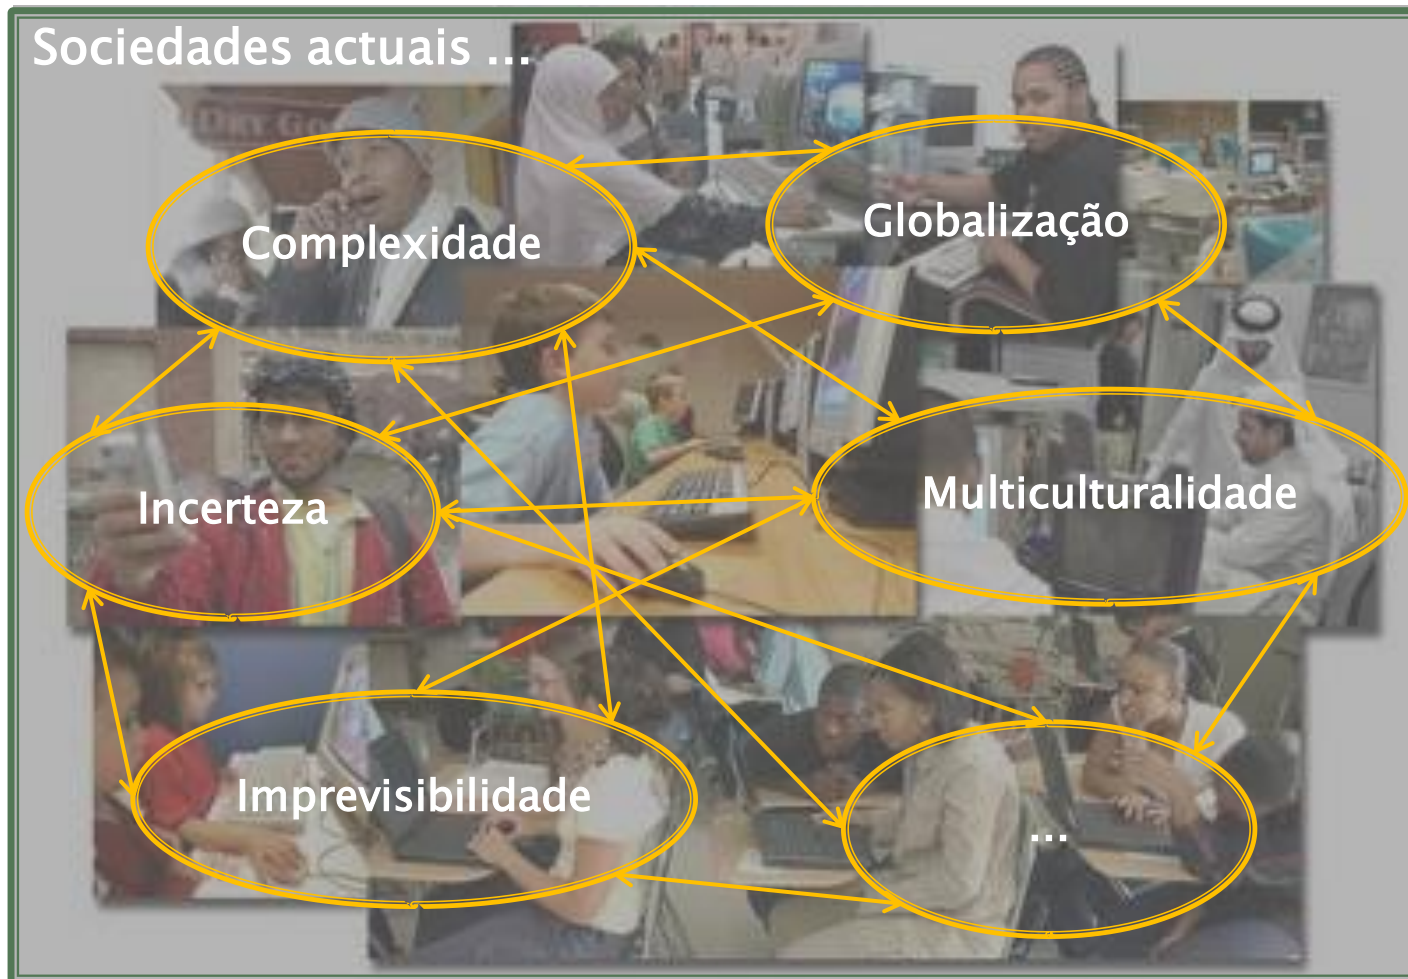 Sociedades actuais ...
Complexidade
Globalização
Incerteza
Multiculturalidade
Imprevisibilidade
...